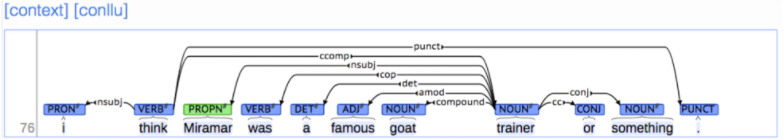 [context] [conllu]
punct
ccomp
nsubj
cop
det
amod
nsubj compound cc conj
PRON# VERB# PROPN# VERB# DET# ADJ# NOUN# NOUN# CONJ NOUN# PUNCT
76 i think Miramar was a famous goat trainer or something .